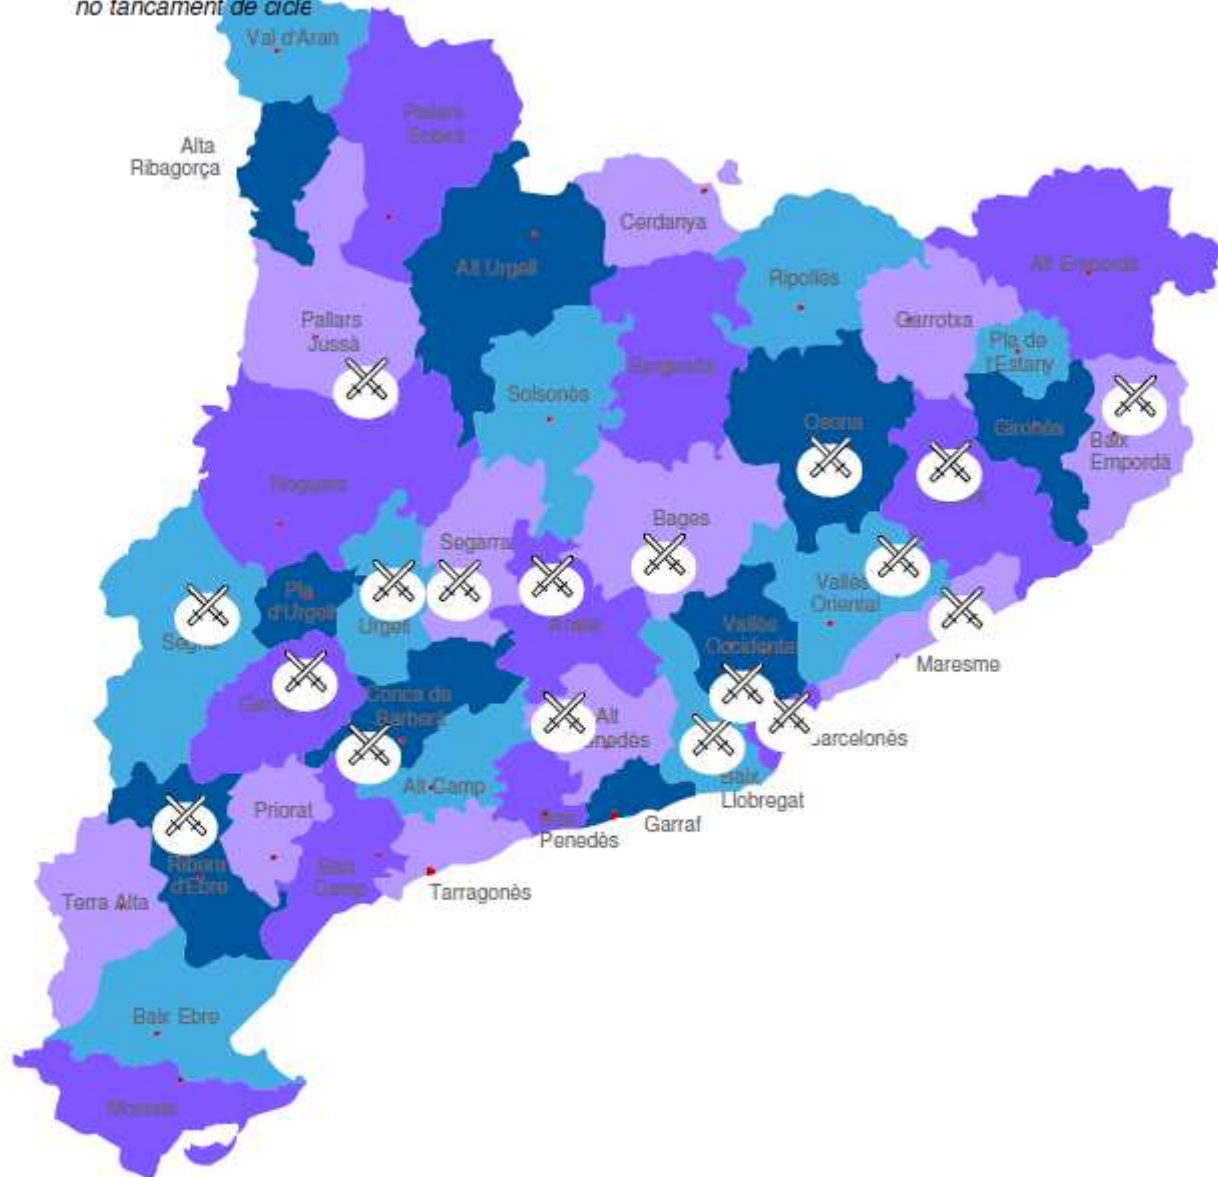 no tancament de cicle
Val d'Aran
Pallars
Sobirà
Alta
Ribagorça
Cerdanya
Alt Urgell
Ripollès
Alt Empordà
Pallars
Jussà
Garrotxa
Pla de
l'Estany
Berguedà
Solsonès
Osona
Gironès
Baix
Empordà
Noguera
Bages
Segarra
Pla
d'Urgell
Urgell
Vallès
Oriental
Anoia
Vallès
Occidental
Maresme
Conca de
Barberà
Alt
Barcelonès
Alt Camp
Baix
Llobregat
Priorat
Garraf
Baix
Penedès
Ribera
d'Ebre
Baix
Camp
Tarragonès
Terra Alta
Baix Ebre
Montsià